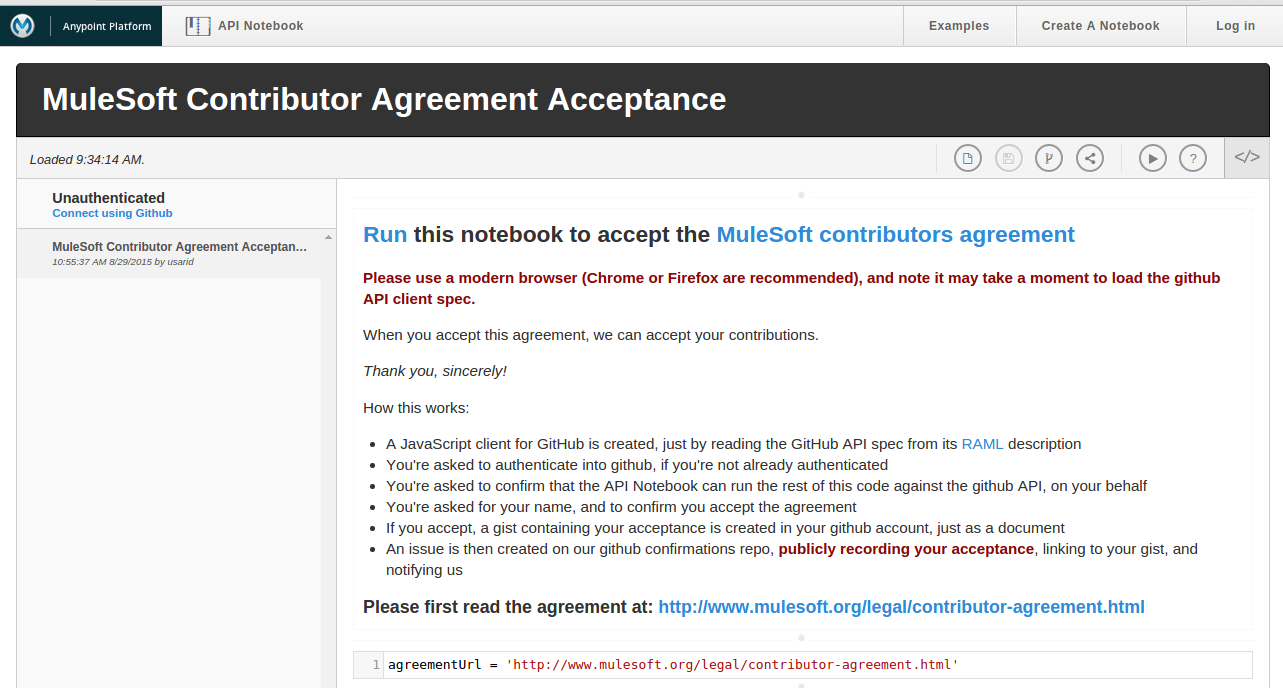 Anypoint Platform
API Notebook
Examples
Create A Notebook
Log in
MuleSoft Contributor Agreement Acceptance
Loaded 9:34:14 AM.
?
</>
Unauthenticated
Connect using Github
MuleSoft Contributor Agreement Acceptan...
10:55:37 AM 8/29/2015 by usarid
Run this notebook to accept the MuleSoft contributors agreement
Please use a modern browser (Chrome or Firefox are recommended), and note it may take a moment to load the github
API client spec.
When you accept this agreement, we can accept your contributions.
Thank you, sincerely!
How this works:
• A JavaScript client for GitHub is created, just by reading the GitHub API spec from its RAML description
• You're asked to authenticate into github, if you're not already authenticated
• You're asked to confirm that the API Notebook can run the rest of this code against the github API, on your behalf
• You're asked for your name, and to confirm you accept the agreement
• If you accept, a gist containing your acceptance is created in your github account, just as a document
• An issue is then created on our github confirmations repo, publicly recording your acceptance, linking to your gist, and
notifying us
Please first read the agreement at: http://www.mulesoft.org/legal/contributor-agreement.html
1 agreementUrl = 'http://www.mulesoft.org/legal/contributor-agreement.html'